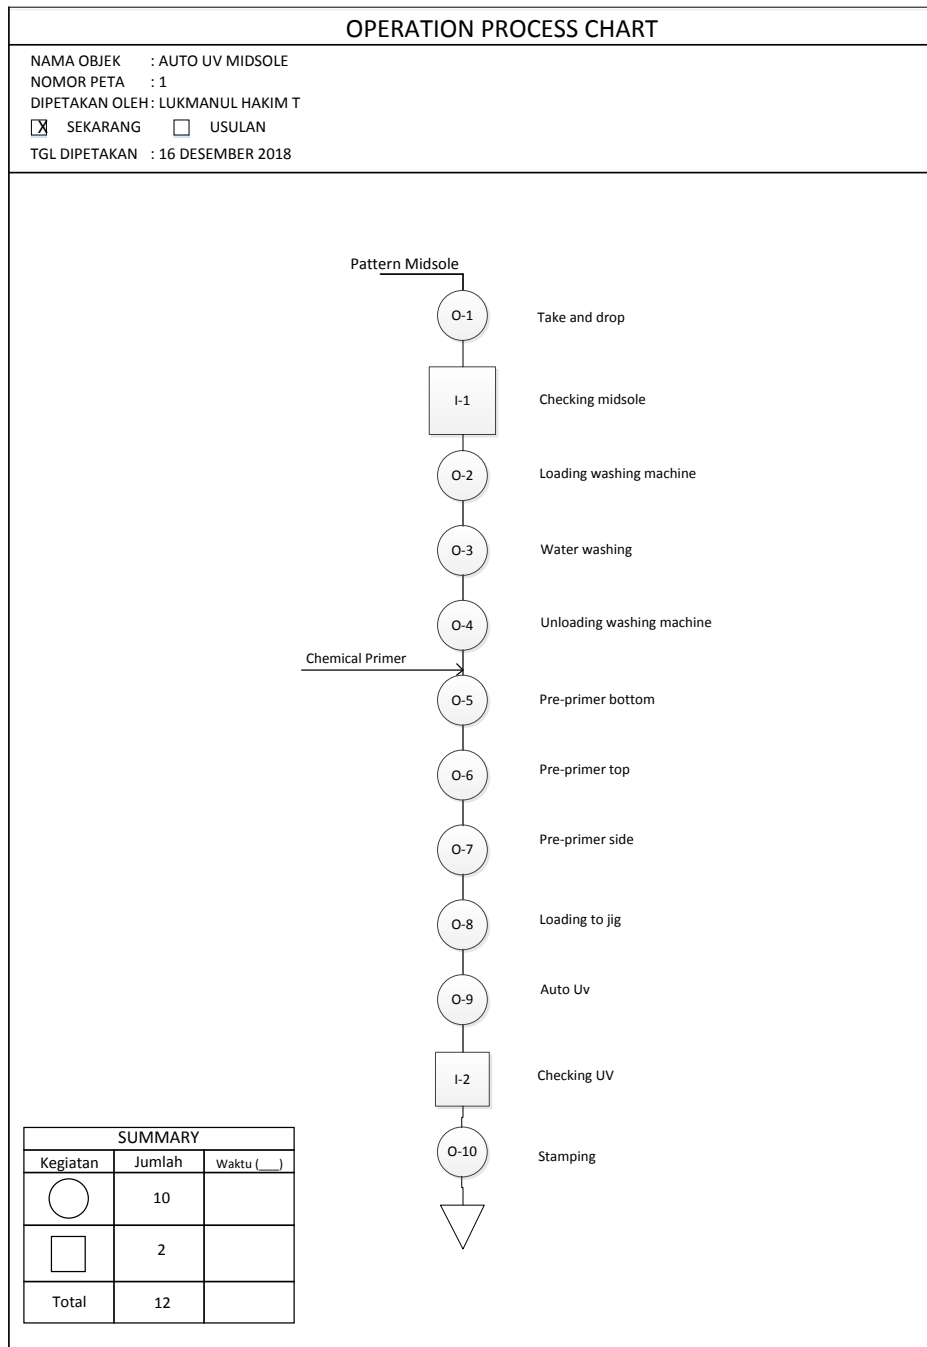 OPERATION PROCESS CHART
NAMA OBJEK : AUTO UV MIDSOLE
NOMOR PETA : 1
DIPETAKAN OLEH : LUKMANUL HAKIM T
X SEKARANG USULAN
TGL DIPETAKAN : 16 DESEMBER 2018
Pattern Midsole
O-1 Take and drop
I-1 Checking midsole
O-2 Loading washing machine
O-3 Water washing
O-4 Unloading washing machine
Chemical Primer
O-5 Pre-primer bottom
O-6 Pre-primer top
O-7 Pre-primer side
O-8 Loading to jig
O-9 Auto Uv
I-2 Checking UV
O-10 Stamping
SUMMARY
Kegiatan Jumlah Waktu (___)
10
2
Total 12